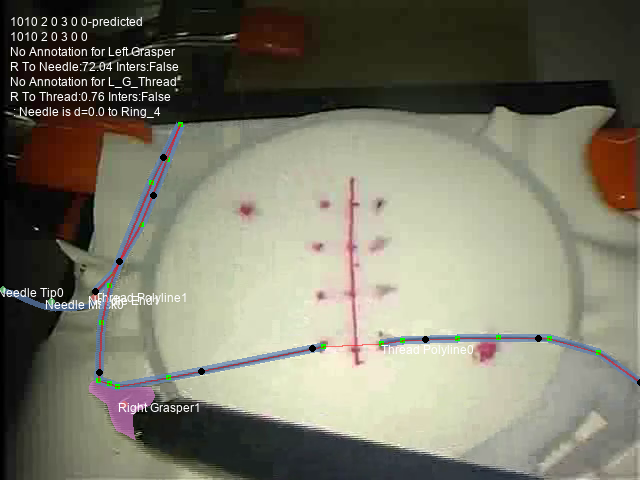 1010 2 0 3 0 0-predicted
1010 2 0 3 0 0
No Annotation for Left Grasper
R To Needle:72.04 Inters:False
No Annotation for L_G_Thread
R To Thread:0.76 Inters:False
: Needle is d=0.0 to Ring_4
Needle Tip0
Thread Polyline1
Thread Polyline0
Right Grasper1